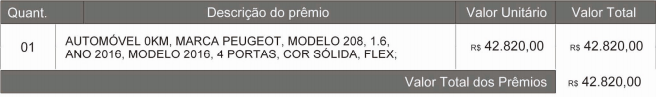 Quant. Descrição do prêmio Valor Unitário Valor Total
01 AUTOMÓVEL 0KM, MARCA PEUGEOT, MODELO 208, 1.6, R$ 42.820,00 R$ 42.820,00
ANO 2016, MODELO 2016, 4 PORTAS, COR SÓLIDA, FLEX;
Valor Total dos Prêmios R$ 42.820,00